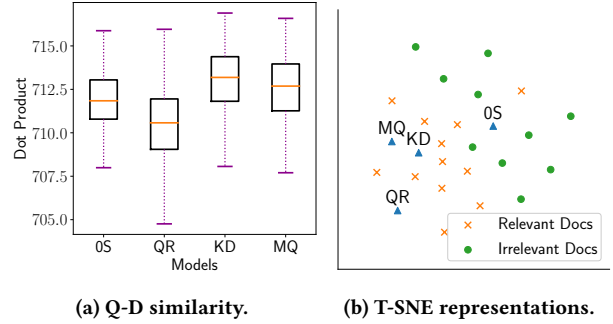 715.0
712.5
710.0
707.5
705.0
Dot Product
0S QR KD MQ
Models
0S
MQ
KD
QR
Relevant Docs
Irrelevant Docs
(a) Q-D similarity.
(b) T-SNE representations.